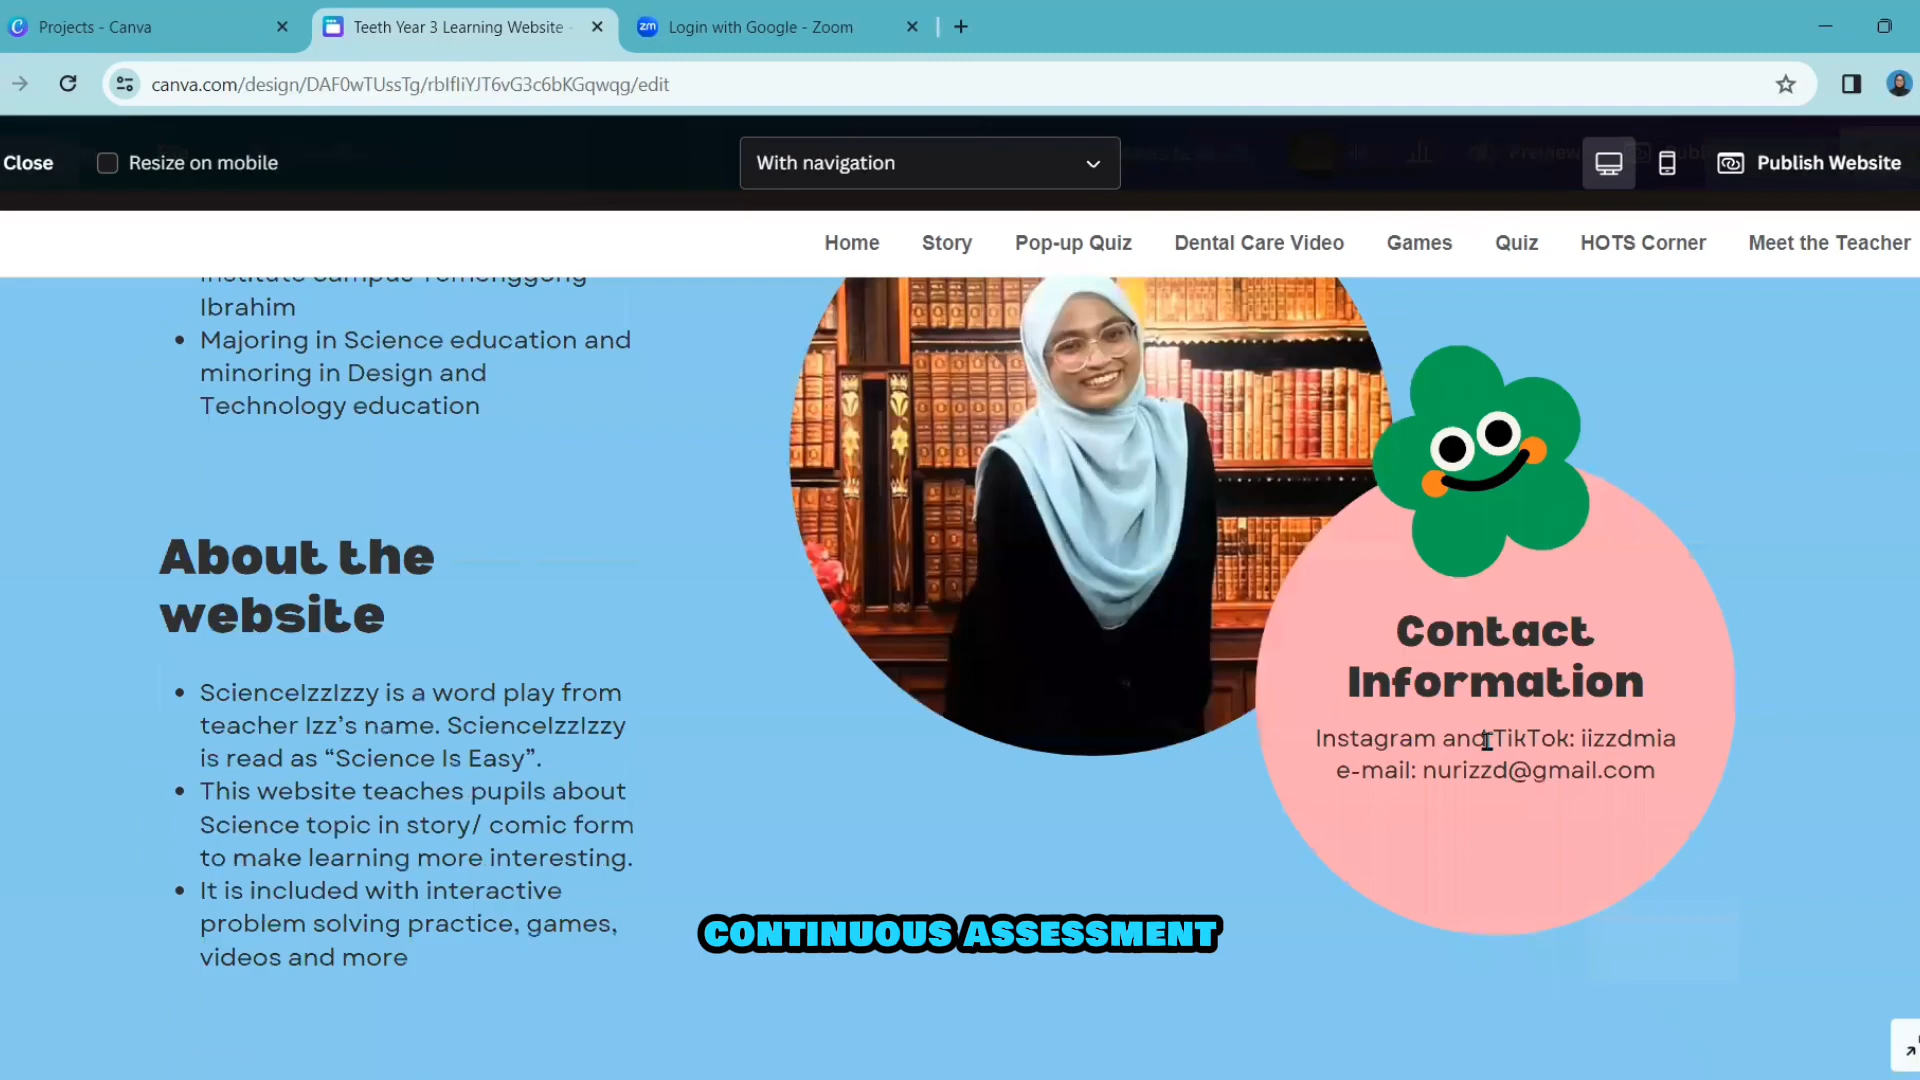 Projects - Canva
Teeth Year 3 Learning Website -
zm
Login with Google - Zoom
canva.com/design/DAF0wTUssTg/rbIfIiYJT6vG3c6bKGqwqg/edit
Close
Resize on mobile
With navigation
Publish Website
Home
Story
Pop-up Quiz
Dental Care Video
Games
Quiz
HOTS Corner
Meet the Teacher
Institute Campus Temenggong
Ibrahim
Majoring in Science education and
minoring in Design and
Technology education
About the
website
ScienceIzzIzzy is a word play from
teacher Izz’s name. ScienceIzzIzzy
is read as “Science Is Easy”.
This website teaches pupils about
Science topic in story/ comic form
to make learning more interesting.
It is included with interactive
problem solving practice, games,
videos and more
Contact
Information
Instagram and TikTok: iizzdmia
e-mail: nurizzd@gmail.com
CONTINUOUS ASSESSMENT